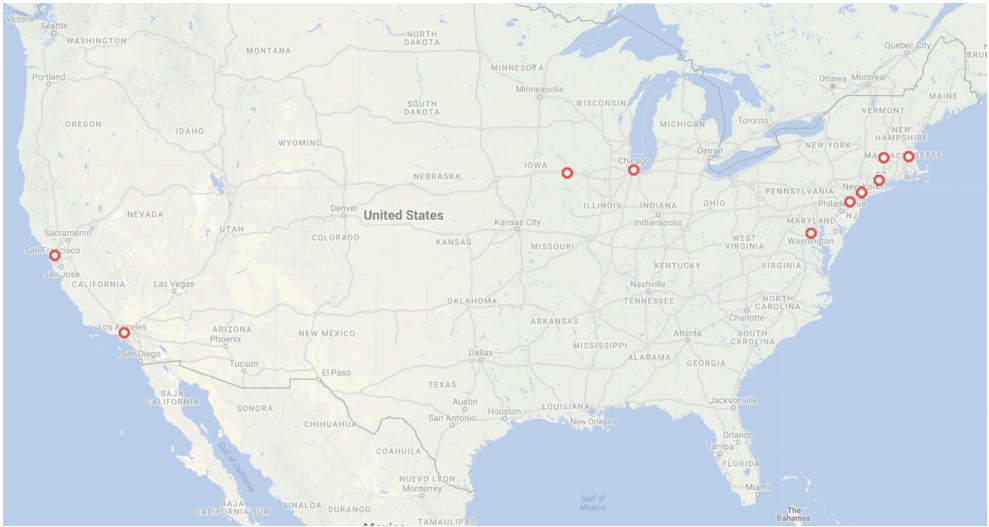 Victoria
Seattle
WASHINGTON
Portland
OREGON
IDAHO
MONTANA
NORTH
DAKOTA
SOUTH
DAKOTA
WYOMING
NEBRASKA
MINNESOTA
Minneapolis
WISCONSIN
IOWA
Chicago
MICHIGAN
Detroit
Toronto
Ottawa
Montreal
Quebec City
MAINE
VERMONT
NEW
HAMPSHIRE
NEW YORK
PENNSYLVANIA
Philadelphia
NJ
MARYLAND
Washington
OHIO
INDIANA
Indianapolis
ILLINOIS
WEST
VIRGINIA
VIRGINIA
KENTUCKY
Nashville
TENNESSEE
NORTH
CAROLINA
Charlotte
SOUTH
CAROLINA
Atlanta
GEORGIA
ALABAMA
MISSISSIPPI
ARKANSAS
MISSOURI
Kansas City
KANSAS
United States
Denver
COLORADO
UTAH
NEVADA
Sacramento
San Francisco
San Jose
CALIFORNIA
Las Vegas
Los Angeles
San Diego
ARIZONA
Phoenix
Tucson
NEW MEXICO
El Paso
OKLAHOMA
Dallas
TEXAS
Austin
San Antonio
Houston
LOUISIANA
New Orleans
Jacksonville
Orlando
Tampa
FLORIDA
Miami
The
Bahamas
Gulf of
Mexico
BAJA
CALIFORNIA
Gulf of California
SONORA
CHIHUAHUA
COAHUILA
NUEVO LEON
Monterrey
TAMAULIPAS
DURANGO
SINALOA
BAJA
CALIFORNIA SUR
Mexico